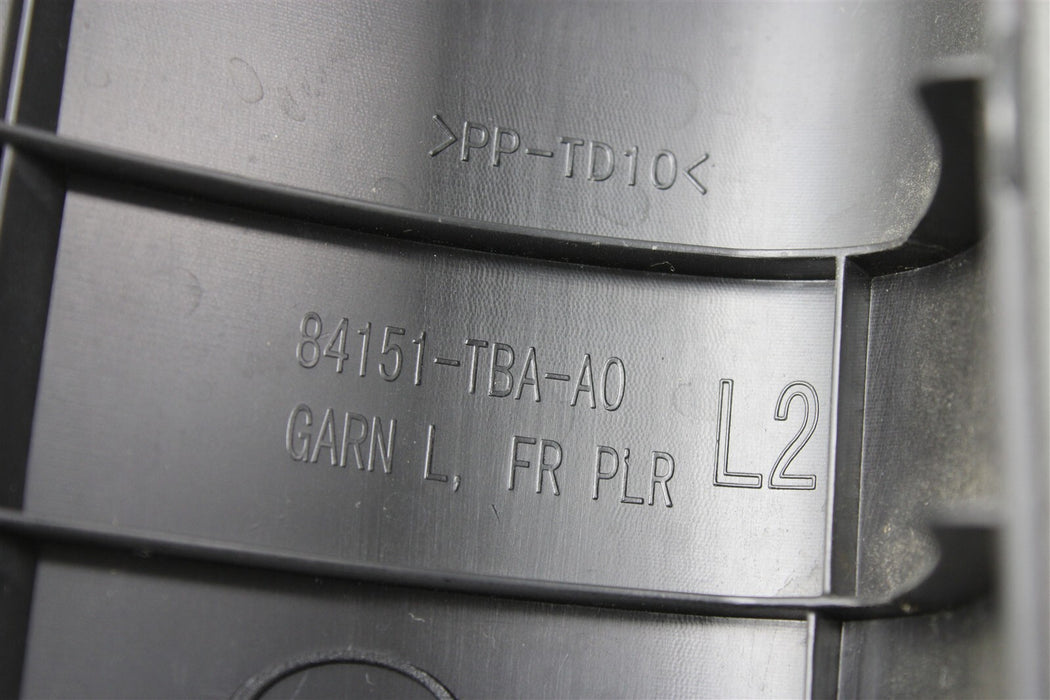 >PP-TD10<
84151-TBA-A0
GARN L, FR PLR
L2